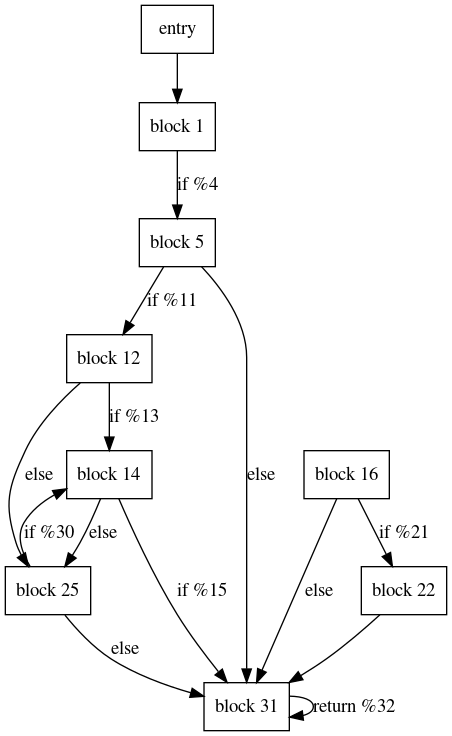 entry
block 1
if %4
block 5
if %11
block 12
if %13
else
block 14
block 16
else
if %30
else
if %21
block 25
if %15
else
block 22
else
block 31
return %32